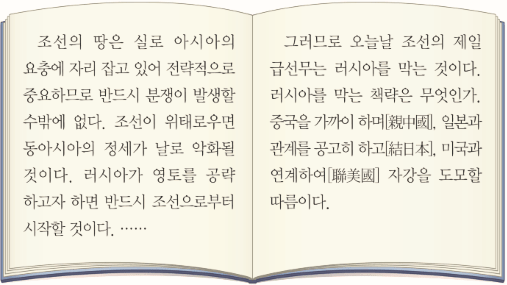 조선의 땅은 실로 아시아의
요충에 자리 잡고 있어 전략적으로
중요하므로 반드시 분쟁이 발생할
수밖에 없다. 조선이 위태로우면
동아시아의 정세가 날로 악화될
것이다. 러시아가 영토를 공략
하고자 하면 반드시 조선으로부터
시작할 것이다. ……
그러므로 오늘날 조선의 제일
급선무는 러시아를 막는 것이다.
러시아를 막는 책략은 무엇인가.
중국을 가까이 하며[親中國], 일본과
관계를 공고히 하고[結日本], 미국과
연계하여[聯美國] 자강을 도모할
따름이다.